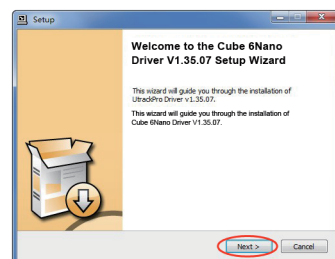 Setup
Welcome to the Cube 6Nano
Driver V1.35.07 Setup Wizard
This wizard will guide you through the installation of
UtrackPro Driver v1.35.07.
This wizard will guide you through the installation of
Cube 6Nano Driver V1.35.07.
Next >
Cancel